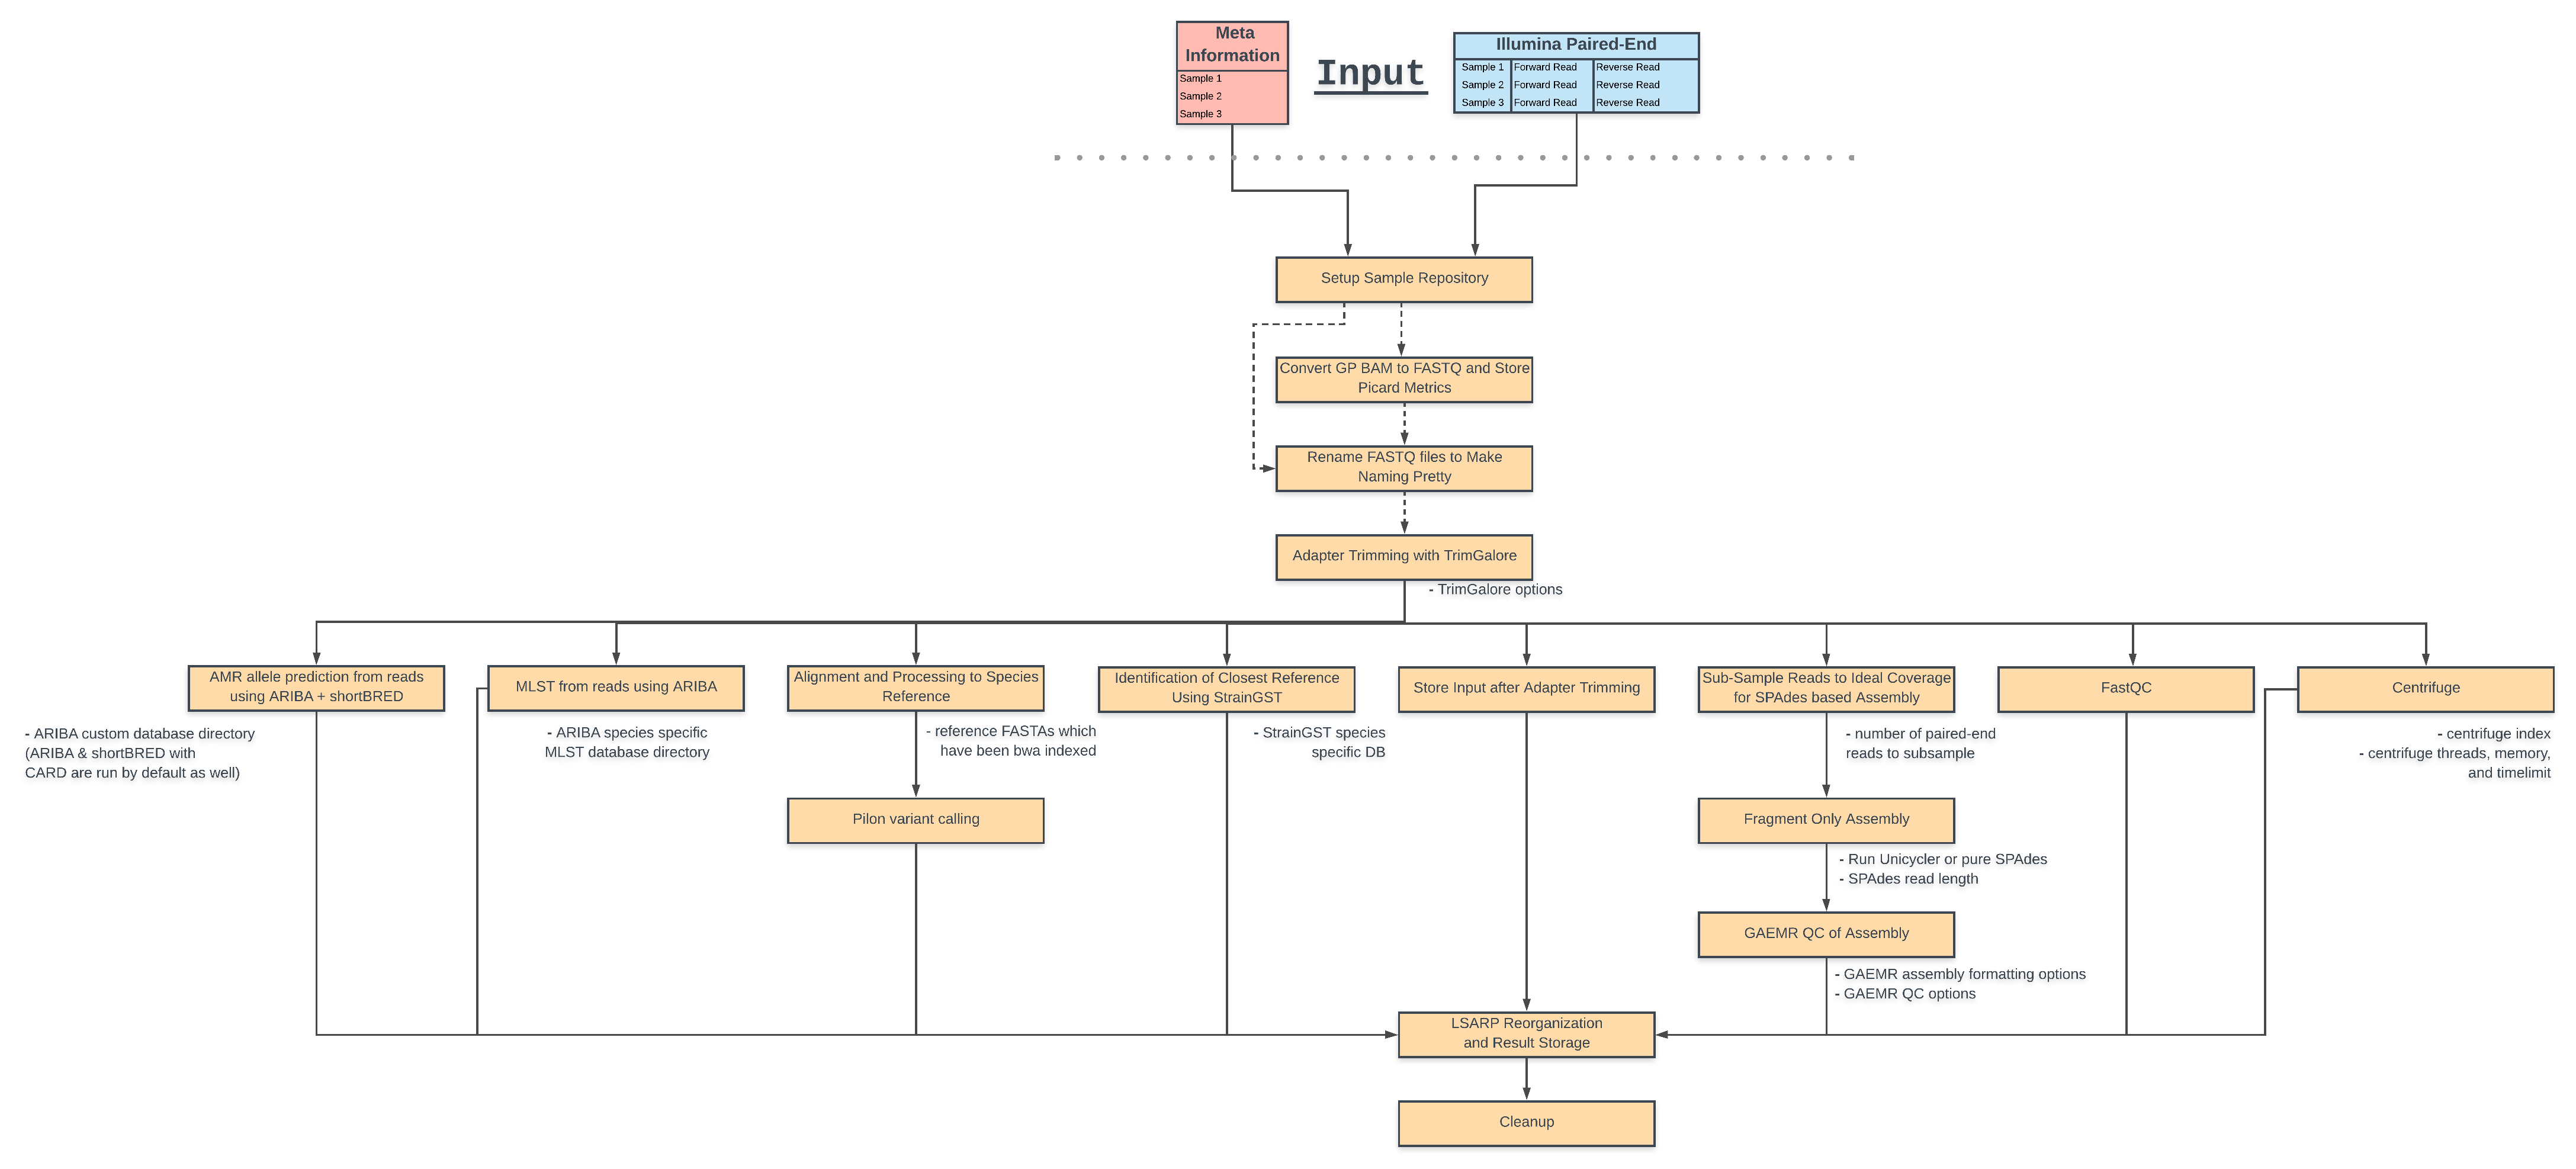 Meta
Information
Sample 1
Sample 2
Sample 3
Input
Illumina Paired-End
Sample 1 Forward Read Reverse Read
Sample 2 Forward Read Reverse Read
Sample 3 Forward Read Reverse Read
Setup Sample Repository
Convert GP BAM to FASTQ and Store
Picard Metrics
Rename FASTQ files to Make
Naming Pretty
Adapter Trimming with TrimGalore
- TrimGalore options
AMR allele prediction from reads
using ARIBA + shortBRED
- ARIBA custom database directory
(ARIBA & shortBRED with
CARD are run by default as well)
MLST from reads using ARIBA
- ARIBA species specific
MLST database directory
Alignment and Processing to Species
Reference
- reference FASTAs which
have been bwa indexed
Pilon variant calling
Identification of Closest Reference
Using StrainGST
- StrainGST species
specific DB
Store Input after Adapter Trimming
Sub-Sample Reads to Ideal Coverage
for SPAdes based Assembly
- number of paired-end
reads to subsample
Fragment Only Assembly
- Run Unicycler or pure SPAdes
- SPAdes read length
GAEMR QC of Assembly
- GAEMR assembly formatting options
- GAEMR QC options
FastQC
Centrifuge
- centrifuge index
- centrifuge threads, memory,
and timelimit
LSARP Reorganization
and Result Storage
Cleanup